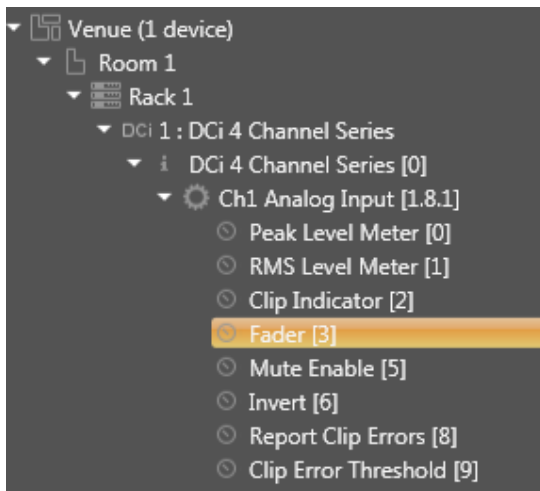 Venue (1 device)
Room 1
Rack 1
DCi 1 : DCi 4 Channel Series
i DCi 4 Channel Series [0]
Ch1 Analog Input [1.8.1]
Peak Level Meter [0]
RMS Level Meter [1]
Clip Indicator [2]
Fader [3]
Mute Enable [5]
Invert [6]
Report Clip Errors [8]
Clip Error Threshold [9]